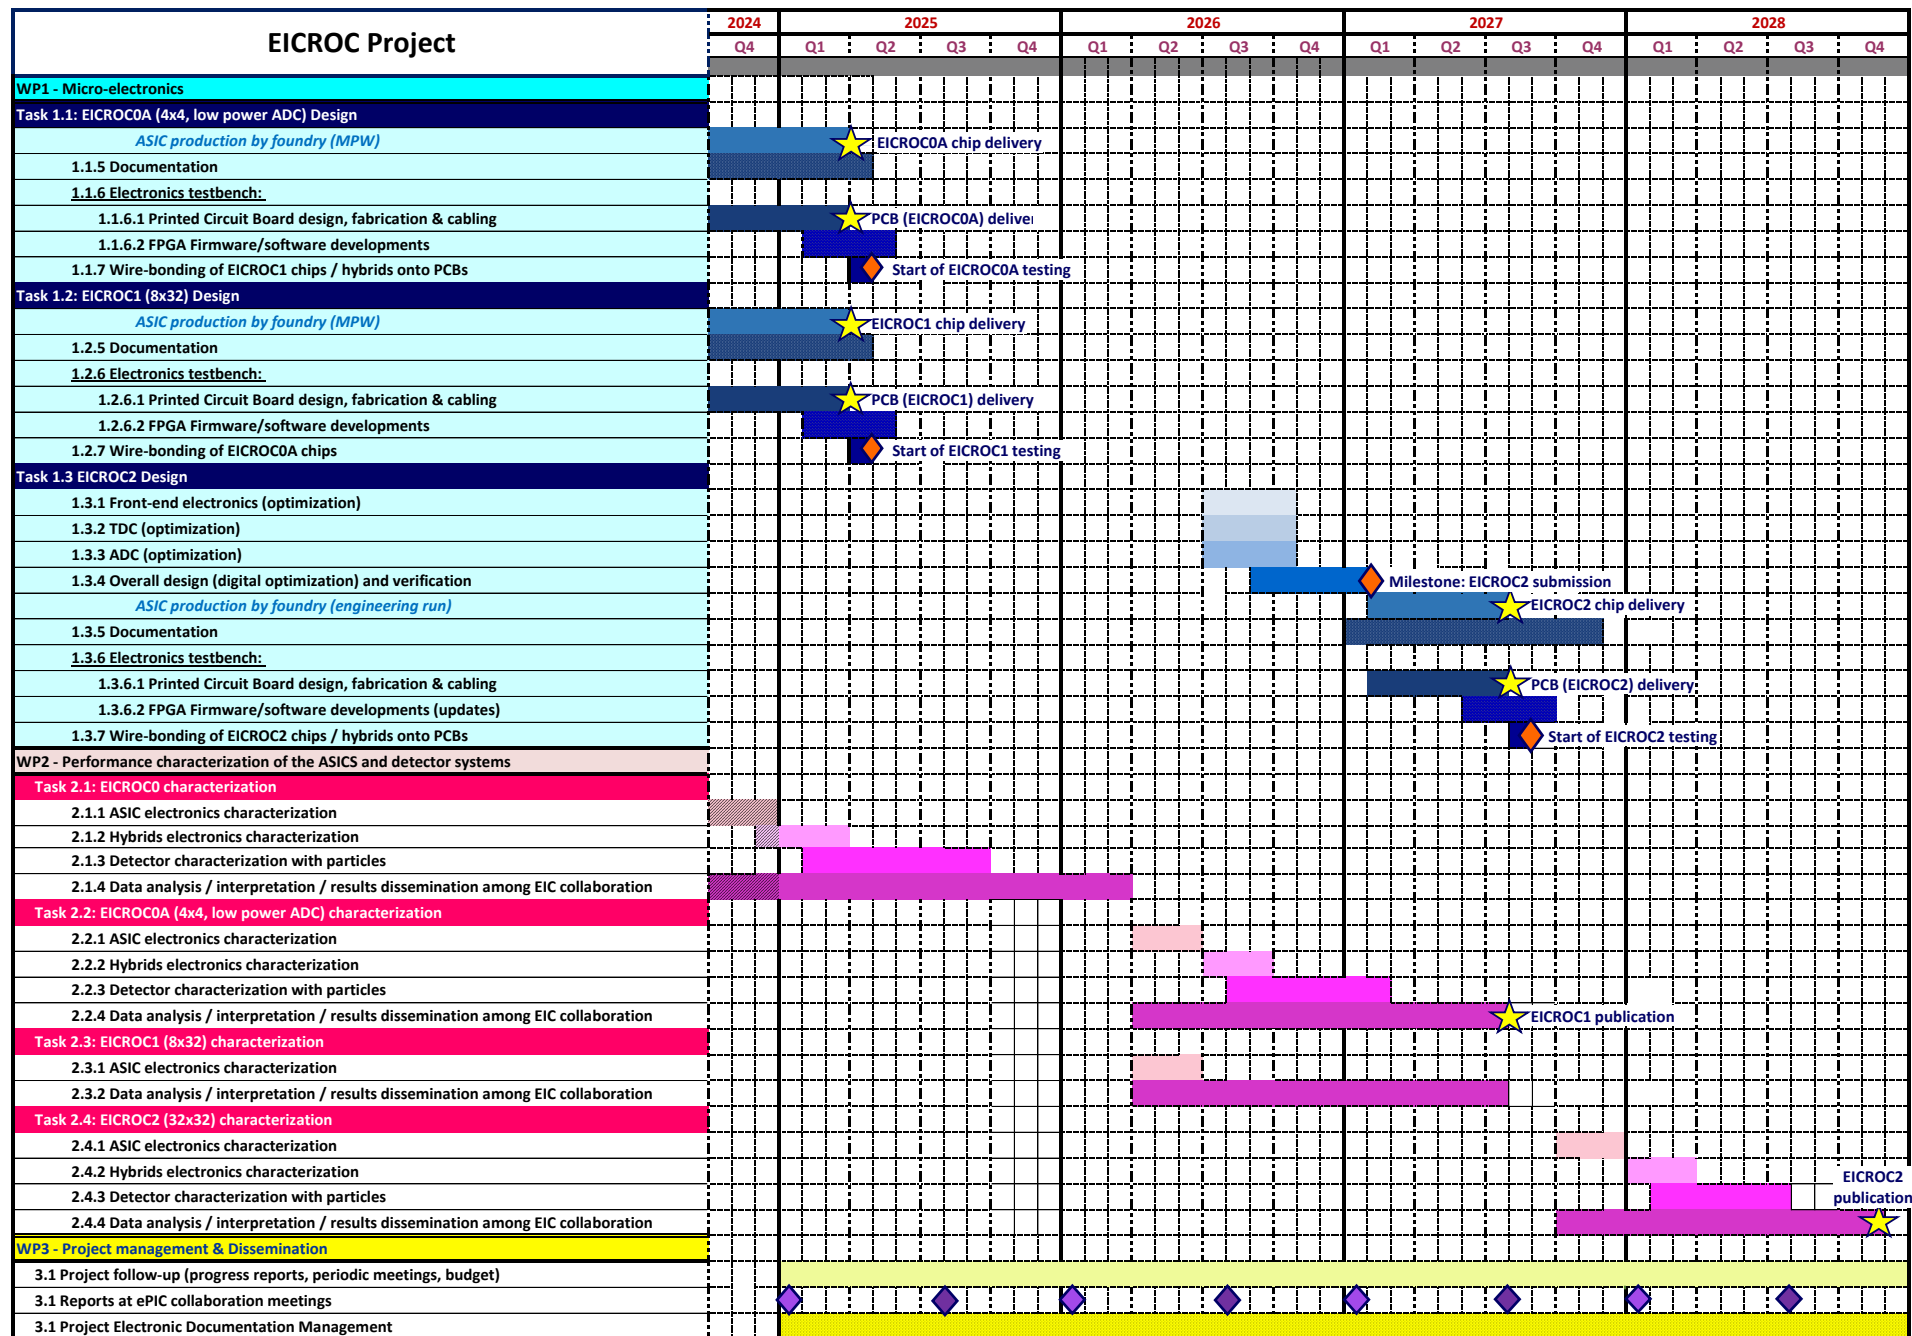 EICROC Project
2024 2025 2026 2027 2028
Q4 Q1 Q2 Q3 Q4 Q1 Q2 Q3 Q4 Q1 Q2 Q3 Q4 Q1 Q2 Q3 Q4
WP1 - Micro-electronics
Task 1.1: EICROC0A (4x4, low power ADC) Design
ASIC production by foundry (MPW) EICROC0A chip delivery
1.1.5 Documentation
1.1.6 Electronics testbench:
1.1.6.1 Printed Circuit Board design, fabrication & cabling PCB (EICROC0A) deliver
1.1.6.2 FPGA Firmware/software developments
1.1.7 Wire-bonding of EICROC1 chips / hybrids onto PCBs Start of EICROC0A testing
Task 1.2: EICROC1 (8x32) Design
ASIC production by foundry (MPW) EICROC1 chip delivery
1.2.5 Documentation
1.2.6 Electronics testbench:
1.2.6.1 Printed Circuit Board design, fabrication & cabling PCB (EICROC1) delivery
1.2.6.2 FPGA Firmware/software developments
1.2.7 Wire-bonding of EICROC0A chips Start of EICROC1 testing
Task 1.3 EICROC2 Design
1.3.1 Front-end electronics (optimization)
1.3.2 TDC (optimization)
1.3.3 ADC (optimization)
1.3.4 Overall design (digital optimization) and verification Milestone: EICROC2 submission
ASIC production by foundry (engineering run) EICROC2 chip delivery
1.3.5 Documentation
1.3.6 Electronics testbench:
1.3.6.1 Printed Circuit Board design, fabrication & cabling PCB (EICROC2) delivery
1.3.6.2 FPGA Firmware/software developments (updates)
1.3.7 Wire-bonding of EICROC2 chips / hybrids onto PCBs Start of EICROC2 testing
WP2 - Performance characterization of the ASICS and detector systems
Task 2.1: EICROC0 characterization
2.1.1 ASIC electronics characterization
2.1.2 Hybrids electronics characterization
2.1.3 Detector characterization with particles
2.1.4 Data analysis / interpretation / results dissemination among EIC collaboration
Task 2.2: EICROC0A (4x4, low power ADC) characterization
2.2.1 ASIC electronics characterization
2.2.2 Hybrids electronics characterization
2.2.3 Detector characterization with particles
2.2.4 Data analysis / interpretation / results dissemination among EIC collaboration EICROC1 publication
Task 2.3: EICROC1 (8x32) characterization
2.3.1 ASIC electronics characterization
2.3.2 Data analysis / interpretation / results dissemination among EIC collaboration
Task 2.4: EICROC2 (32x32) characterization
2.4.1 ASIC electronics characterization
2.4.2 Hybrids electronics characterization EICROC2
2.4.3 Detector characterization with particles publication
2.4.4 Data analysis / interpretation / results dissemination among EIC collaboration
WP3 - Project management & Dissemination
3.1 Project follow-up (progress reports, periodic meetings, budget)
3.1 Reports at ePIC collaboration meetings
3.1 Project Electronic Documentation Management